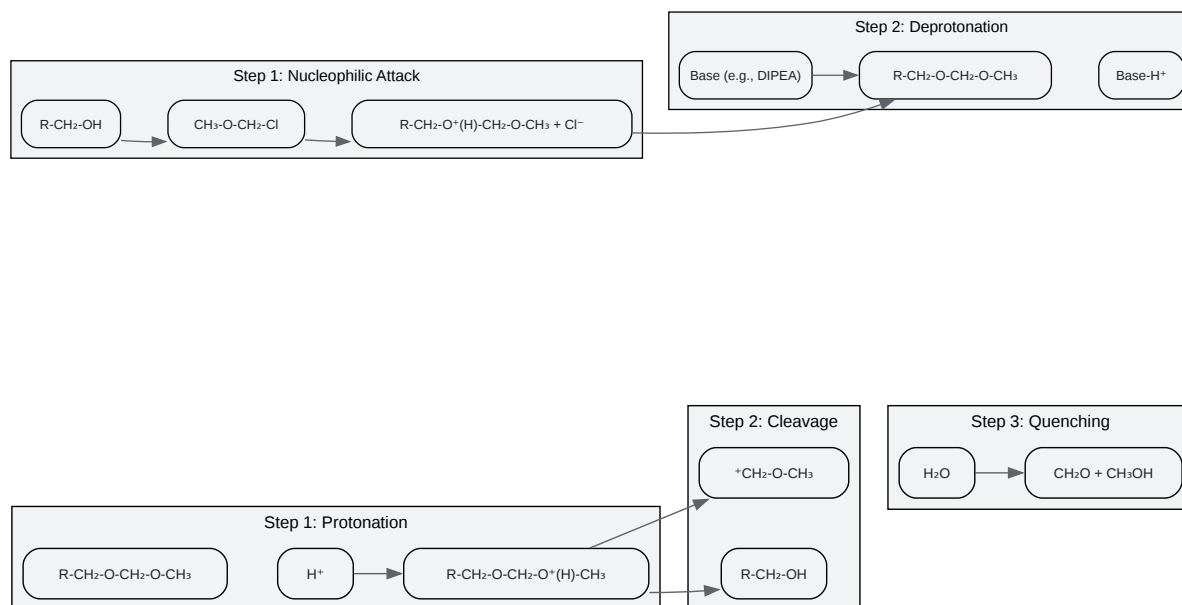 Step 2: Deprotonation
Base (e.g., DIPEA)
R-CH₂-O-CH₂-O-CH₃
Base-H⁺
Step 1: Nucleophilic Attack
R-CH₂-OH
CH₃-O-CH₂-Cl
R-CH₂-O⁺(H)-CH₂-O-CH₃ + Cl⁻
Step 2: Cleavage
⁺CH₂-O-CH₃
R-CH₂-OH
Step 3: Quenching
H₂O
CH₂O + CH₃OH
Step 1: Protonation
R-CH₂-O-CH₂-O-CH₃
H⁺
R-CH₂-O-CH₂-O⁺(H)-CH₃